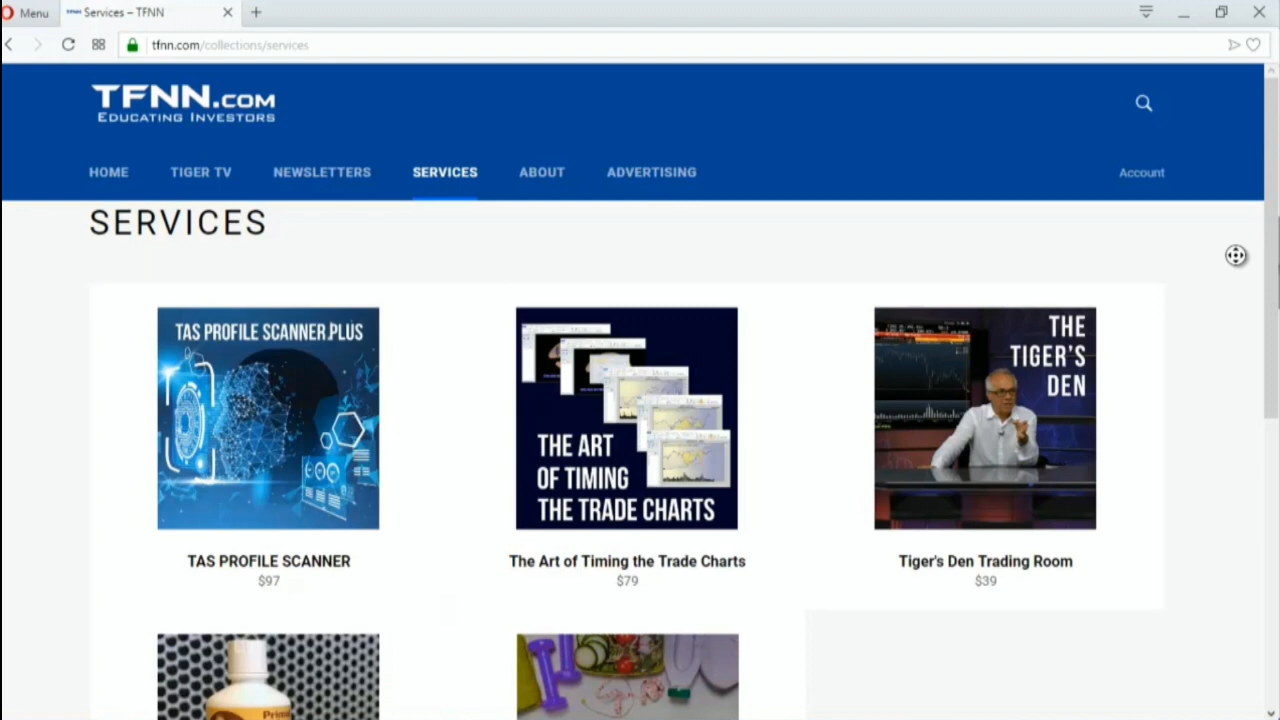 Menu
Services – TFNN
tfnn.com/collections/services
TFNN.COM
EDUCATING INVESTORS
HOME
TIGER TV
NEWSLETTERS
SERVICES
ABOUT
ADVERTISING
Account
SERVICES
TAS PROFILE SCANNER PLUS
THE ART
OF TIMING
THE TRADE CHARTS
THE
TIGER'S
DEN
TAS PROFILE SCANNER
$97
The Art of Timing the Trade Charts
$79
Tiger's Den Trading Room
$39